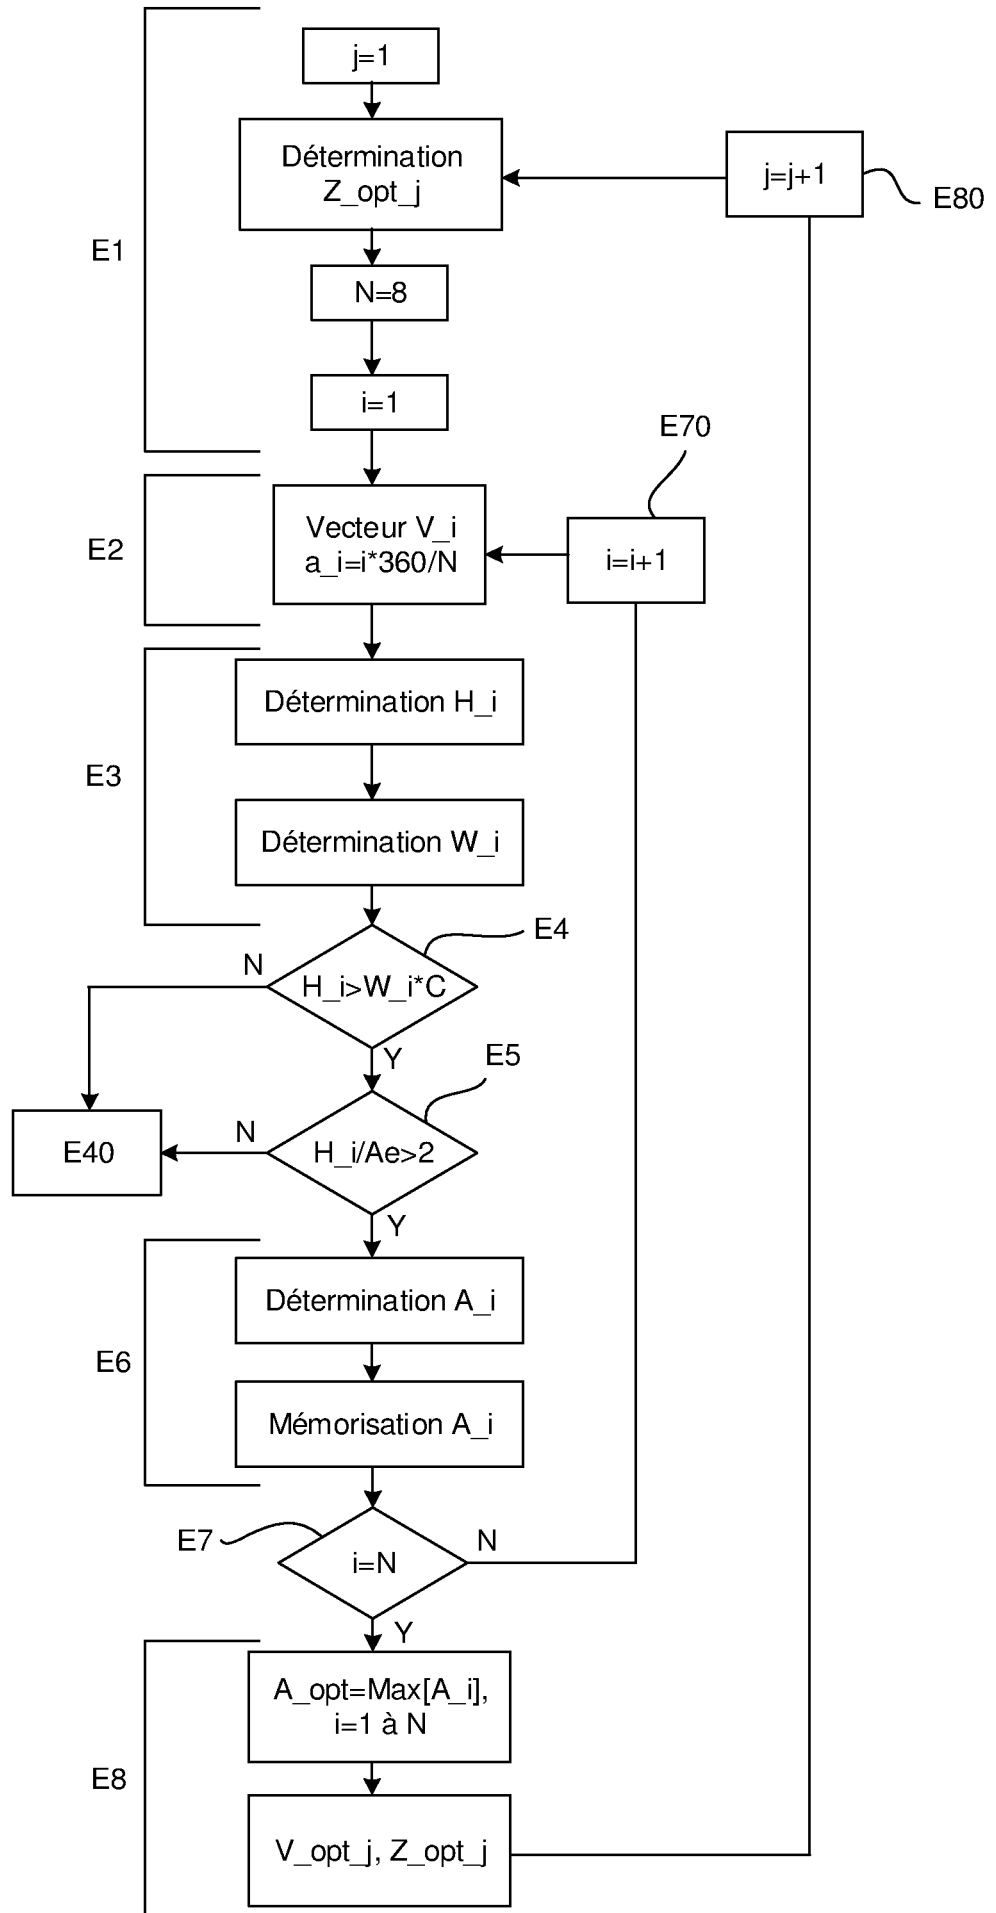 j=1
Détermination
Z_opt_j
j=j+1
E80
E1
N=8
i=1
E70
E2
Vecteur V_i
a_i=i*360/N
i=i+1
Détermination H_i
E3
Détermination W_i
E4
N
H_i>W_i*C
Y
E5
E40
N
H_i/Ae>2
Y
Détermination A_i
E6
Mémorisation A_i
E7
i=N
N
Y
A_opt=Max[A_i],
i=1 à N
E8
V_opt_j, Z_opt_j